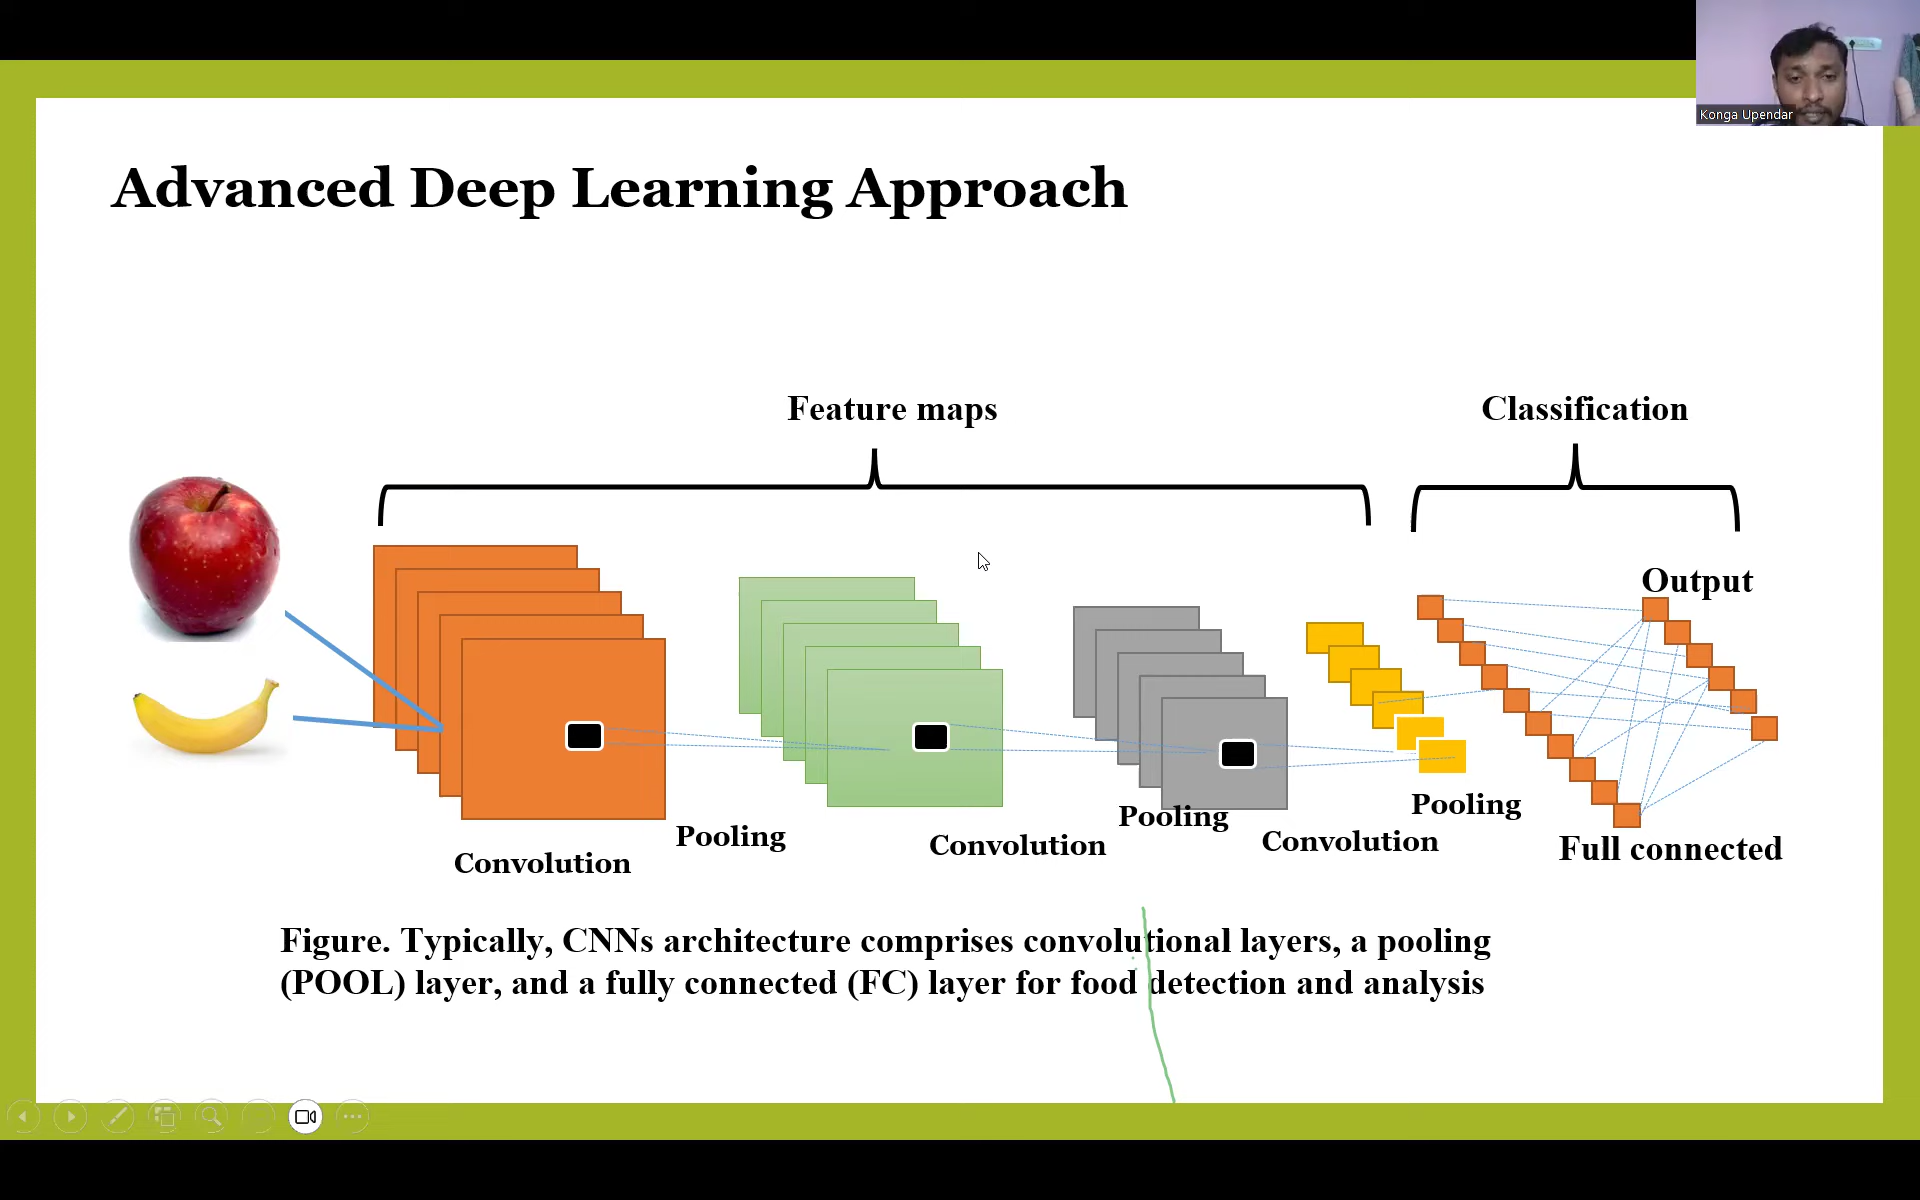 Konga Upendar
Advanced Deep Learning Approach
Feature maps
Classification
Output
Pooling
Convolution
Pooling
Convolution
Pooling
Convolution
Full connected
Figure. Typically, CNNs architecture comprises convolutional layers, a pooling
(POOL) layer, and a fully connected (FC) layer for food detection and analysis